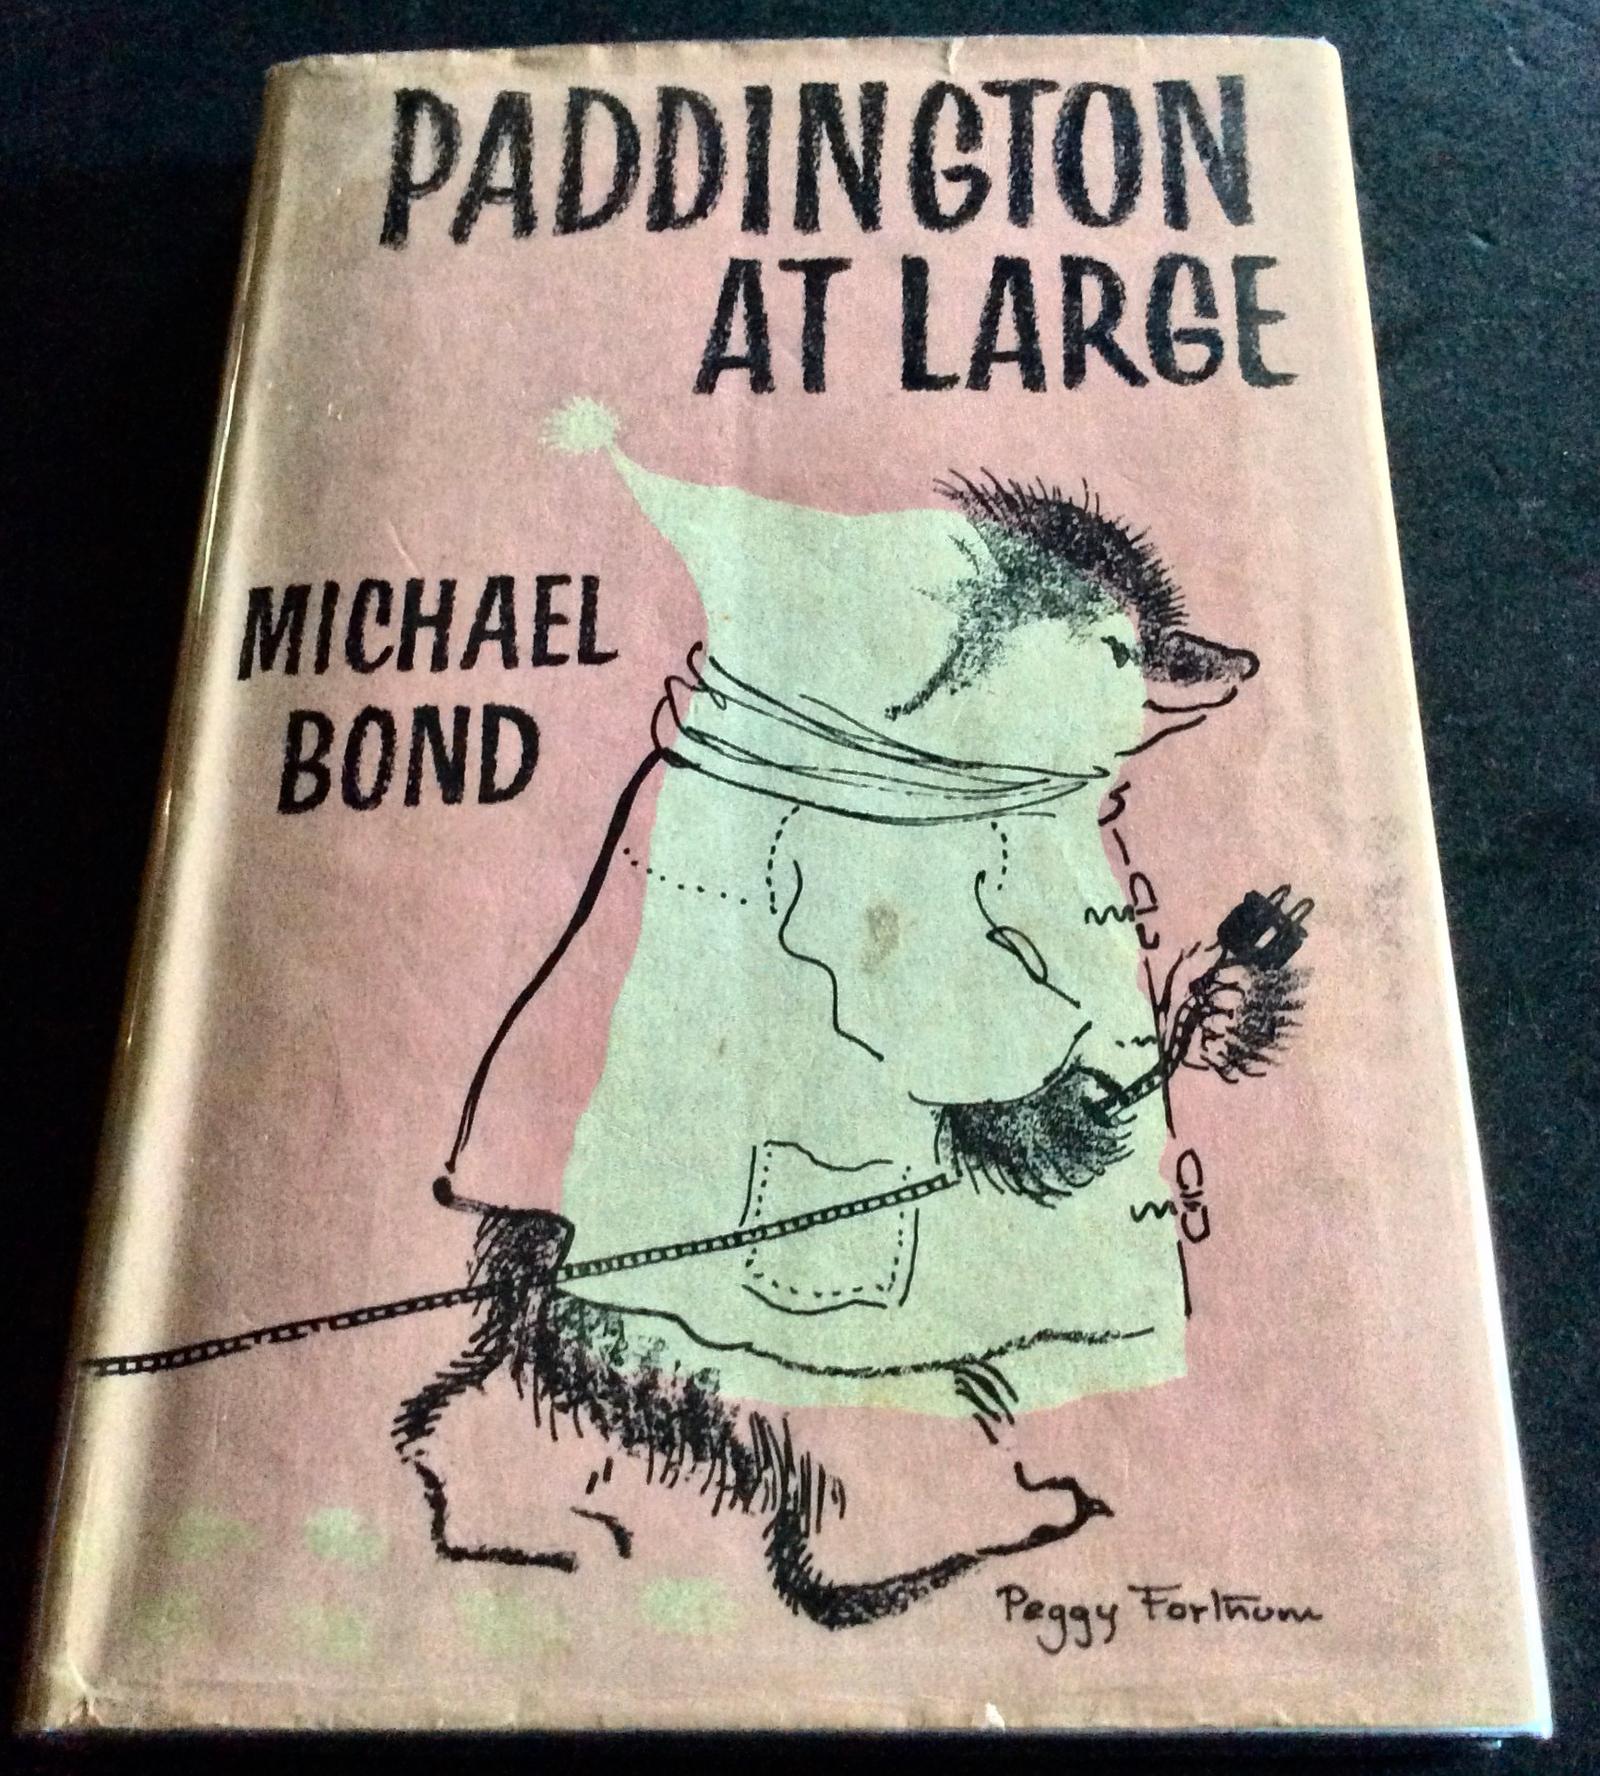 PADDINGTON
AT LARGE
MICHAEL
BOND
Peggy Fortnum